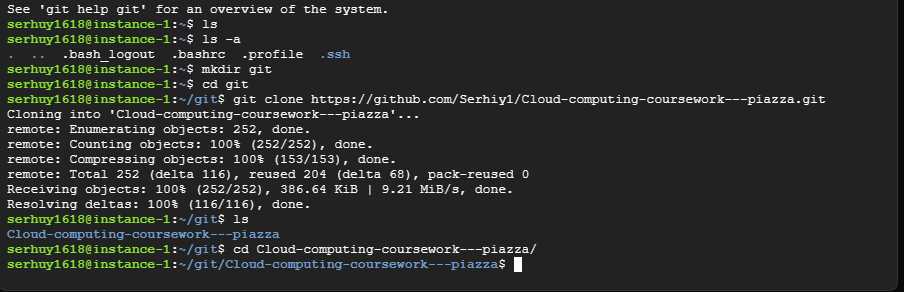 See 'git help git' for an overview of the system.
serhuy1618@instance-1:~$ ls
serhuy1618@instance-1:~$ ls -a
.  ..  .bash_logout  .bashrc  .profile  .ssh
serhuy1618@instance-1:~$ mkdir git
serhuy1618@instance-1:~$ cd git
serhuy1618@instance-1:~/git$ git clone https://github.com/Serhiy1/Cloud-computing-coursework---piazza.git
Cloning into 'Cloud-computing-coursework---piazza'...
remote: Enumerating objects: 252, done.
remote: Counting objects: 100% (252/252), done.
remote: Compressing objects: 100% (153/153), done.
remote: Total 252 (delta 116), reused 204 (delta 68), pack-reused 0
Receiving objects: 100% (252/252), 386.64 KiB | 9.21 MiB/s, done.
Resolving deltas: 100% (116/116), done.
serhuy1618@instance-1:~/git$ ls
Cloud-computing-coursework---piazza
serhuy1618@instance-1:~/git$ cd Cloud-computing-coursework---piazza/
serhuy1618@instance-1:~/git/Cloud-computing-coursework---piazza$